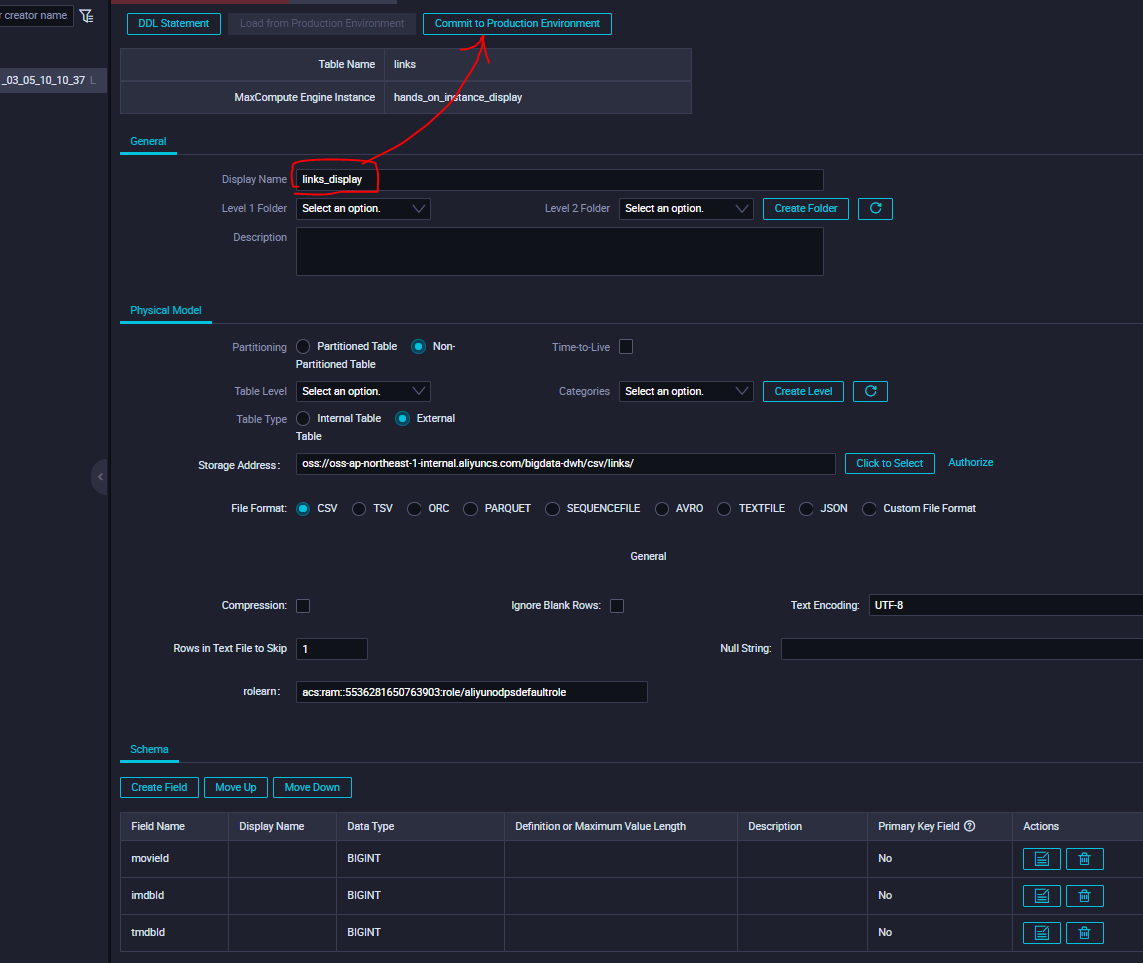 r creator name
DDL Statement Load from Production Environment Commit to Production Environment
_03_05_10_10_37 L
Table Name links
MaxCompute Engine Instance hands_on_instance_display
General
Display Name links_display
Level 1 Folder Select an option. Level 2 Folder Select an option. Create Folder
Description
Physical Model
Partitioning Partitioned Table Non-
Partitioned Table Time-to-Live
Table Level Select an option. Categories Select an option. Create Level
Table Type Internal Table External
Table
Storage Address: oss://oss-ap-northeast-1-internal.aliyuncs.com/bigdata-dwh/csv/links/ Click to Select Authorize
File Format: CSV TSV ORC PARQUET SEQUENCEFILE AVRO TEXTFILE JSON Custom File Format
General
Compression: Ignore Blank Rows: Text Encoding: UTF-8
Rows in Text File to Skip 1 Null String:
rolearn: acs:ram::5536281650763903:role/aliyunodpsdefaultrole
Schema
Create Field Move Up Move Down
Field Name Display Name Data Type Definition or Maximum Value Length Description Primary Key Field Actions
movieId BIGINT No
imdbId BIGINT No
tmdbId BIGINT No